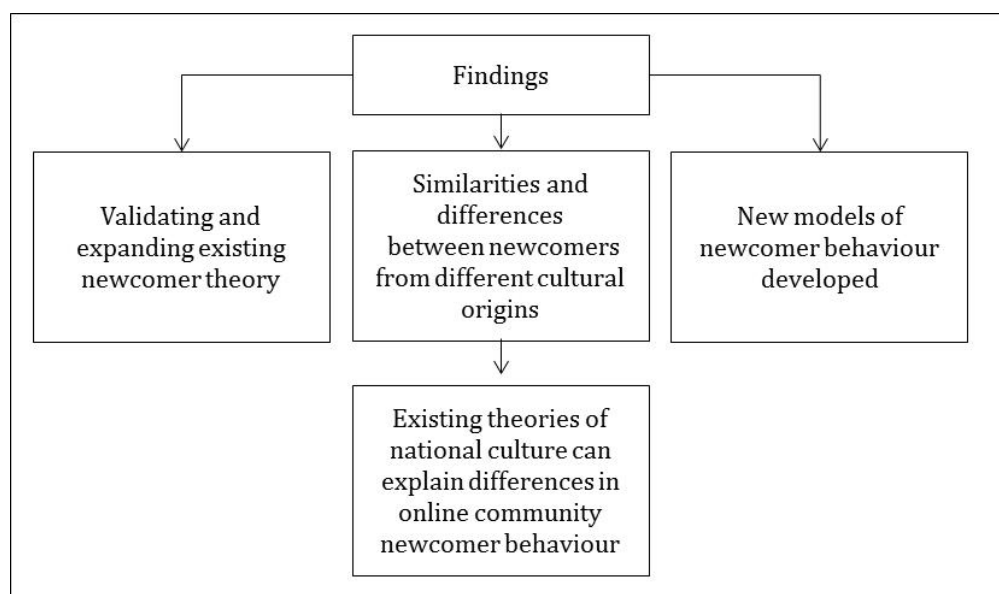 Findings
Validating and
expanding existing
newcomer theory
Similarities and
differences
between newcomers
from different cultural
origins
New models of
newcomer behaviour
developed
Existing theories of
national culture can
explain differences in
online community
newcomer behaviour